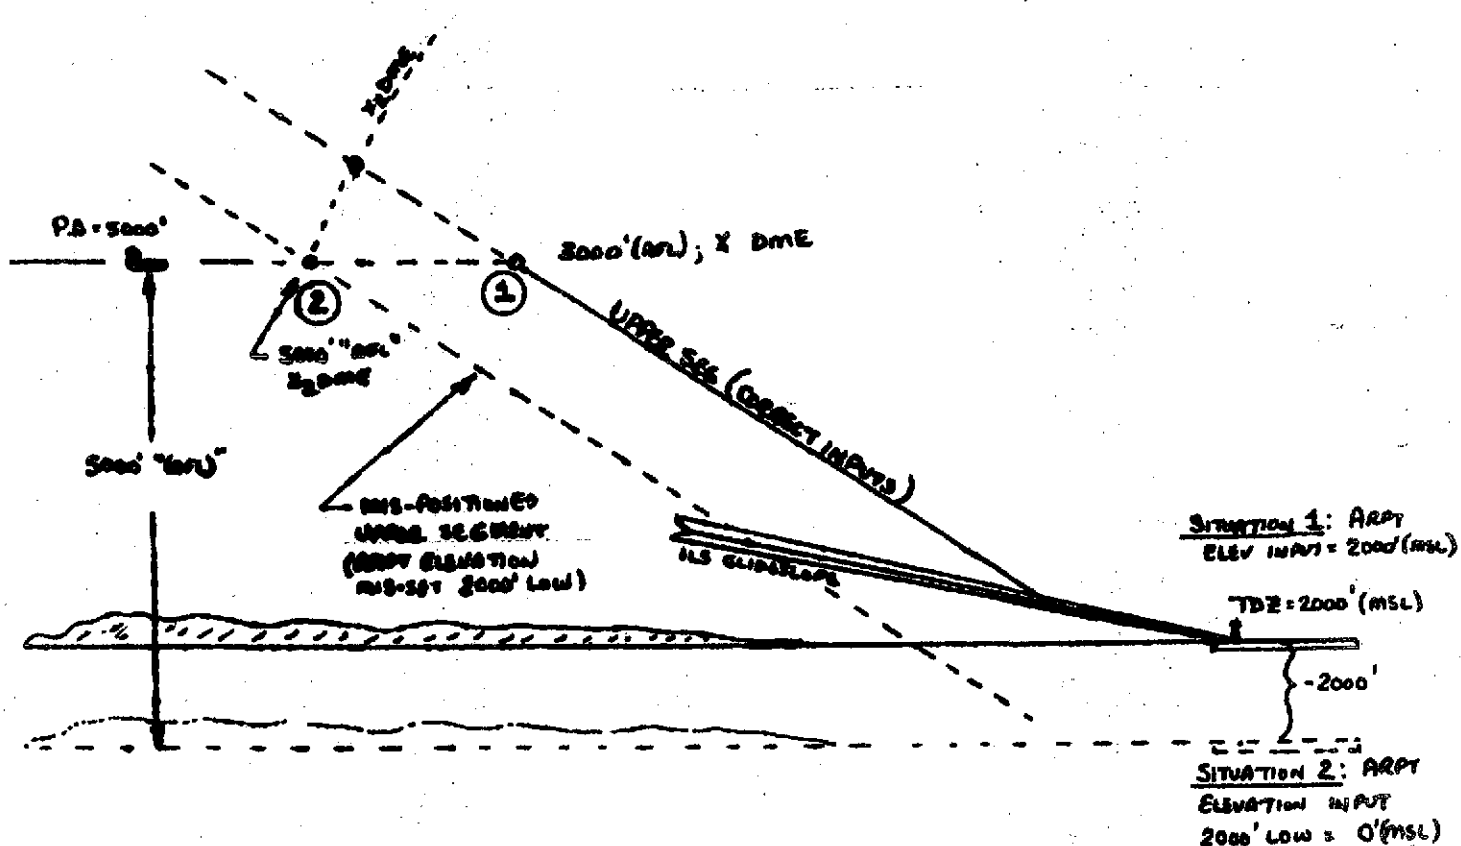 X₂ DME
P.A = 5000'
3000' (AFL); X DME
②
①
5000' "AFL"
X₂ DME
UPPER SEG (CORRECT INPUTS)
5000' "(AFL)"
MIS-POSITIONED
UPPER SEGMENT
(ARPT ELEVATION
MIS-SET 2000' LOW)
ILS GLIDESLOPE
SITUATION 1: ARPT
ELEV INPUT = 2000' (MSL)
TDZ = 2000' (MSL)
-2000'
SITUATION 2: ARPT
ELEVATION INPUT
2000' LOW = 0' (MSL)